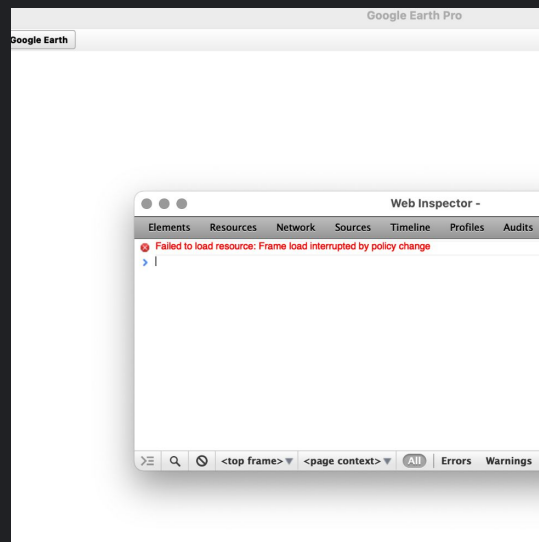 Google Earth Pro
Google Earth
Web Inspector -
Elements Resources Network Sources Timeline Profiles Audits
Failed to load resource: Frame load interrupted by policy change
<top frame> <page context> All Errors Warnings